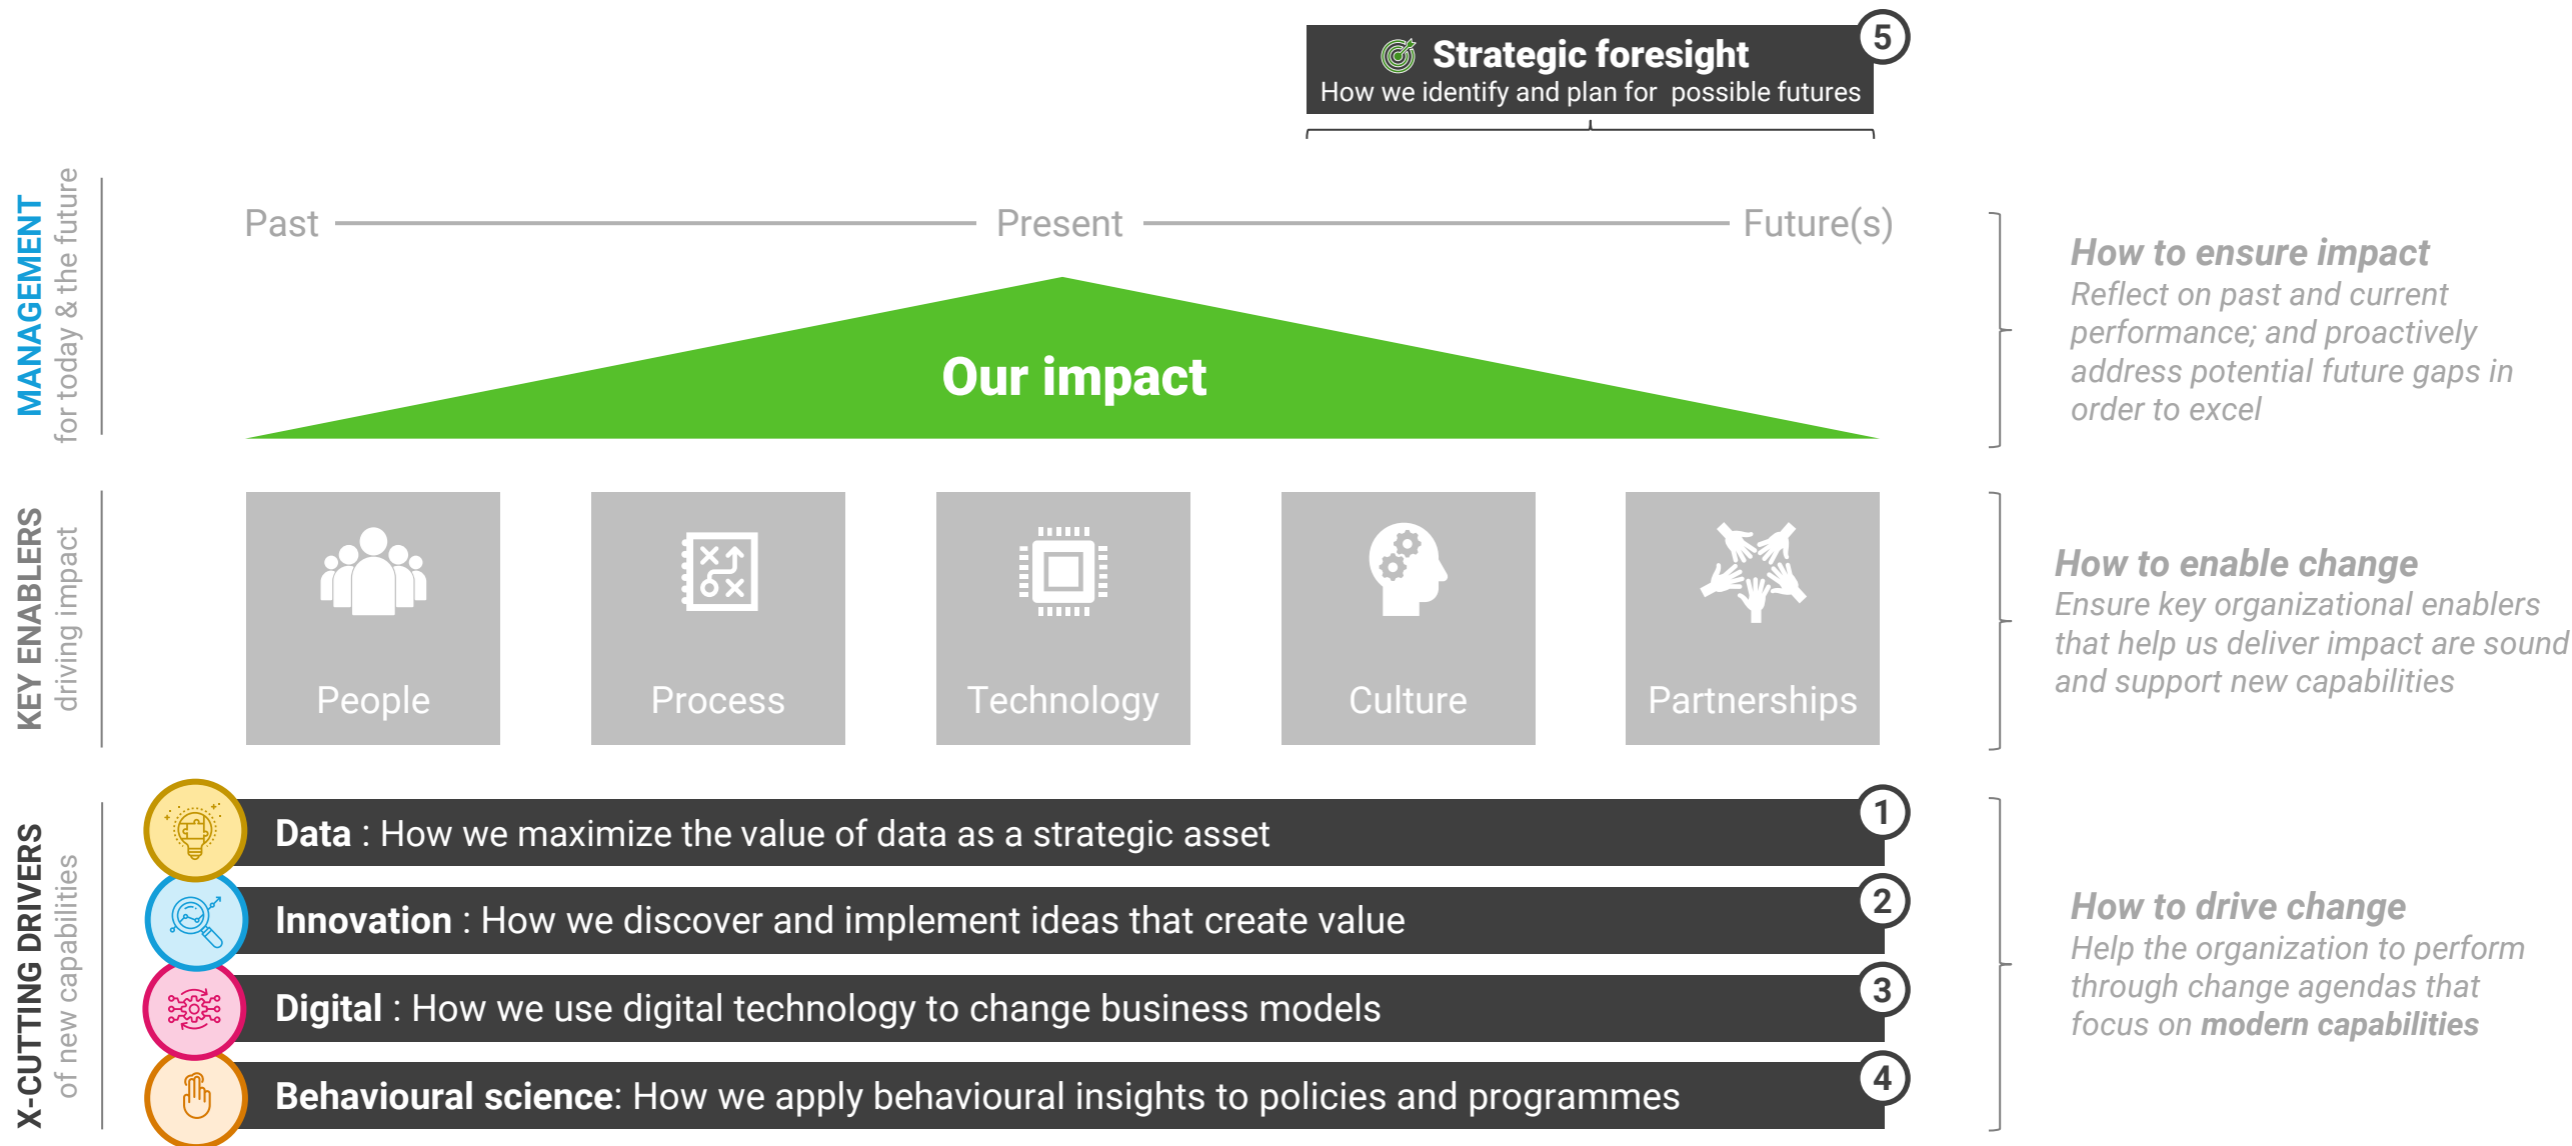 5
Strategic foresight
How we identify and plan for possible futures
MANAGEMENT
for today & the future
Past
Present
Future(s)
Our impact
How to ensure impact
Reflect on past and current
performance; and proactively
address potential future gaps in
order to excel
KEY ENABLERS
driving impact
People
Process
Technology
Culture
Partnerships
How to enable change
Ensure key organizational enablers
that help us deliver impact are sound
and support new capabilities
X-CUTTING DRIVERS
of new capabilities
Data : How we maximize the value of data as a strategic asset
1
Innovation : How we discover and implement ideas that create value
2
Digital : How we use digital technology to change business models
3
Behavioural science: How we apply behavioural insights to policies and programmes
4
How to drive change
Help the organization to perform
through change agendas that
focus on modern capabilities